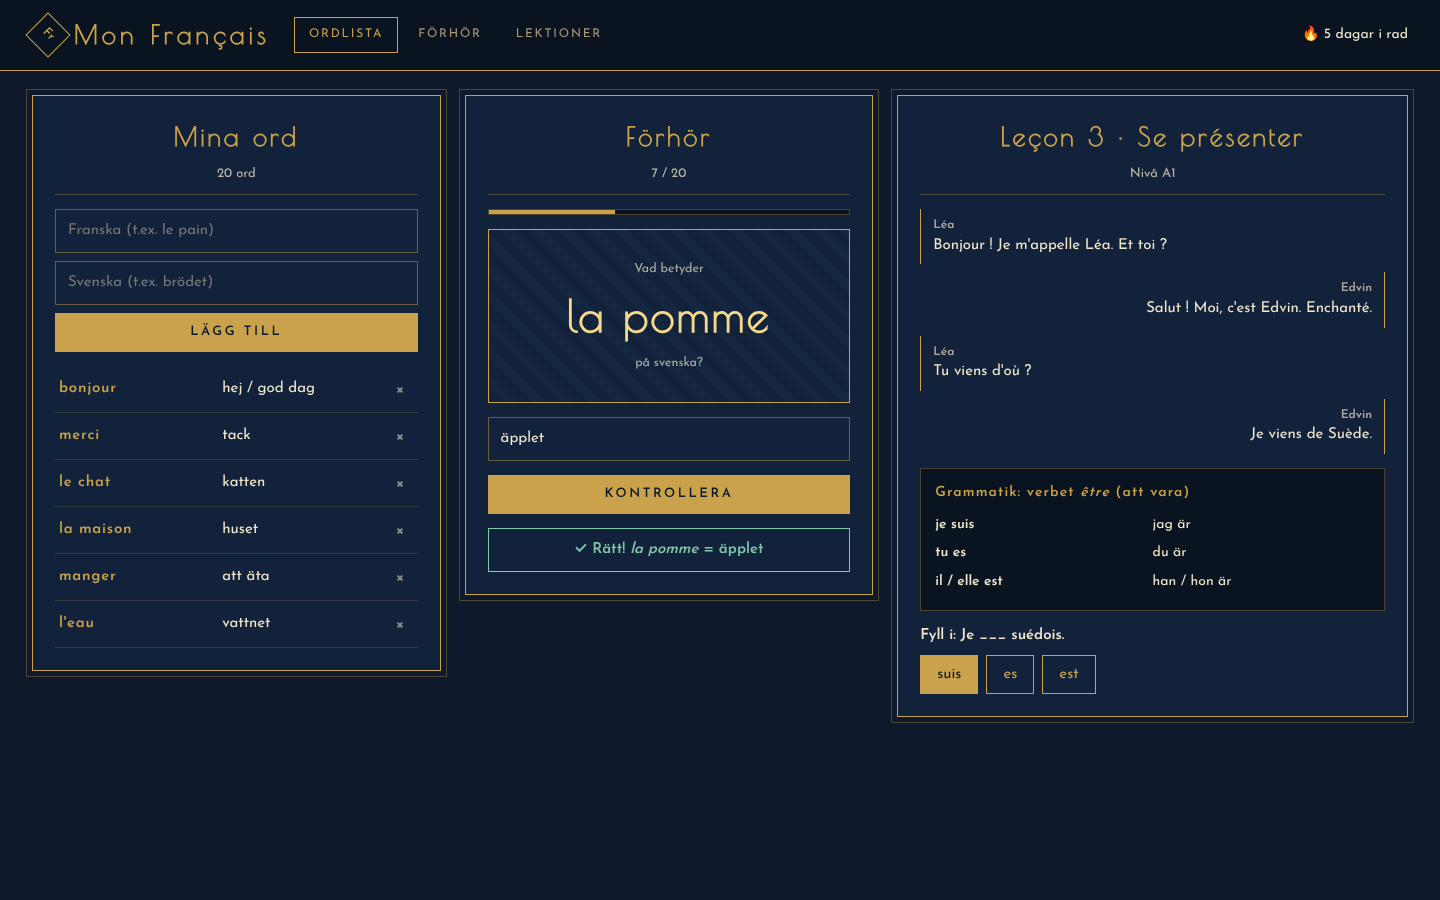 Fr
Mon Français
ORDLISTA
FÖRHÖR
LEKTIONER
🔥 5 dagar i rad
Mina ord
20 ord
Franska (t.ex. le pain)
Svenska (t.ex. brödet)
LÄGG TILL
bonjour hej / god dag ×
merci tack ×
le chat katten ×
la maison huset ×
manger att äta ×
l'eau vattnet ×
Förhör
7 / 20
Vad betyder
la pomme
på svenska?
äpplet
KONTROLLERA
✓ Rätt! la pomme = äpplet
Leçon 3 · Se présenter
Nivå A1
Léa
Bonjour ! Je m'appelle Léa. Et toi ?
Edvin
Salut ! Moi, c'est Edvin. Enchanté.
Léa
Tu viens d'où ?
Edvin
Je viens de Suède.
Grammatik: verbet être (att vara)
je suis jag är
tu es du är
il / elle est han / hon är
Fyll i: Je ___ suédois.
suis es est